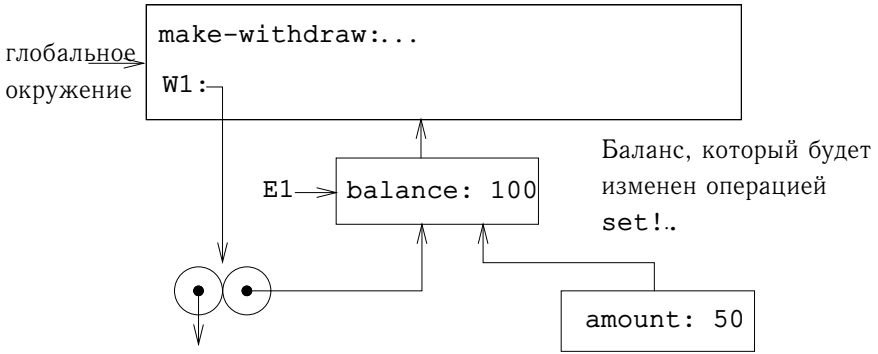 make-withdraw:...
глобальное
окружение
W1:
Баланс, который будет
изменен операцией
set!..
E1
balance: 100
amount: 50